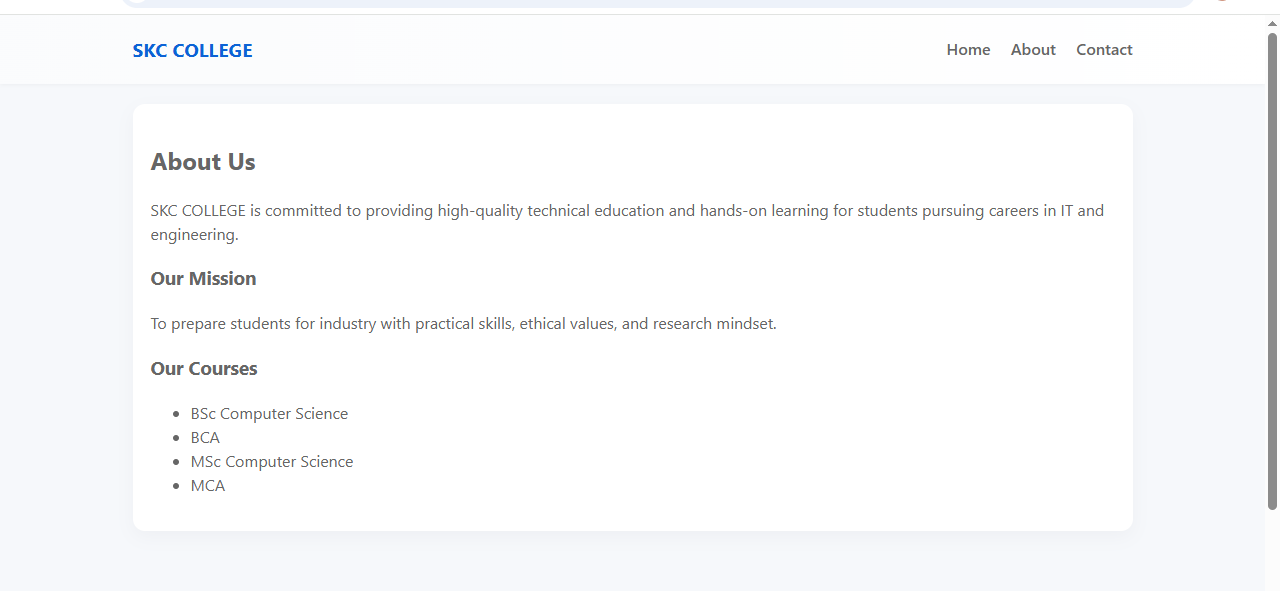 SKC COLLEGE
Home About Contact
About Us
SKC COLLEGE is committed to providing high-quality technical education and hands-on learning for students pursuing careers in IT and
engineering.
Our Mission
To prepare students for industry with practical skills, ethical values, and research mindset.
Our Courses
BSc Computer Science
BCA
MSc Computer Science
MCA